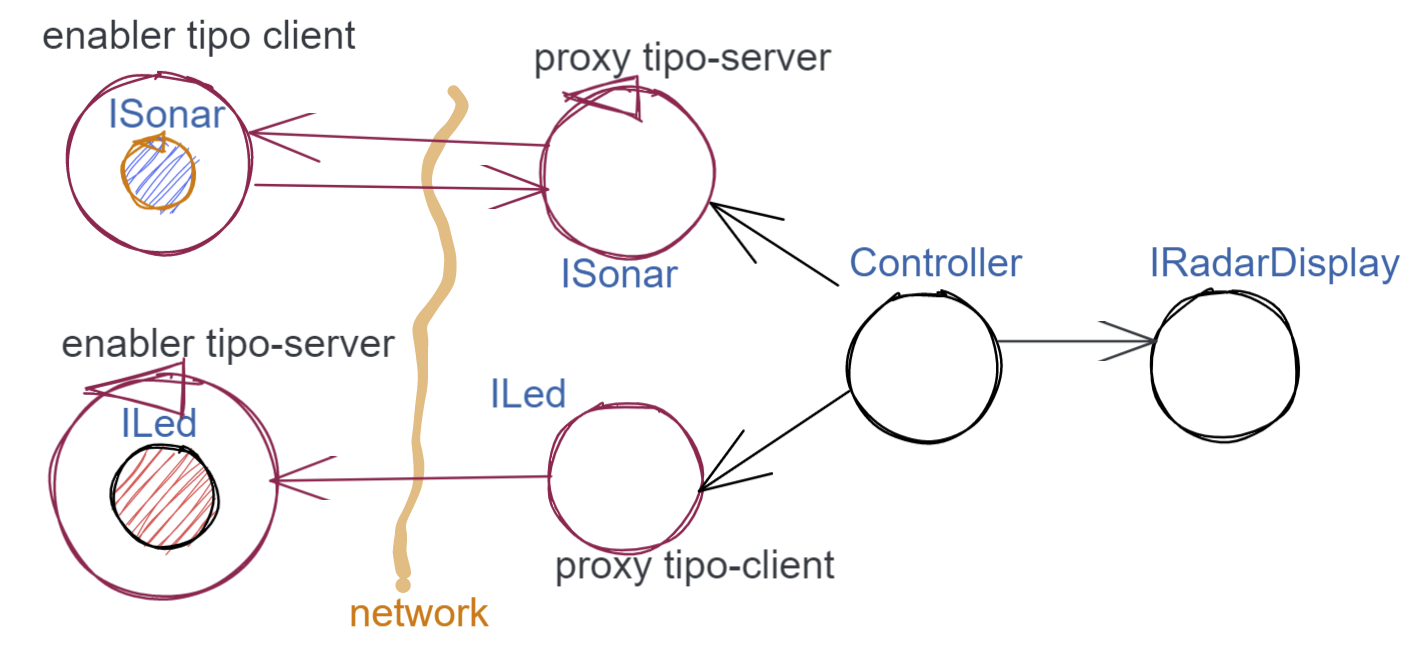 enabler tipo client
proxy tipo-server
ISonar
ISonar
Controller
IRadarDisplay
enabler tipo-server
ILed
ILed
proxy tipo-client
network